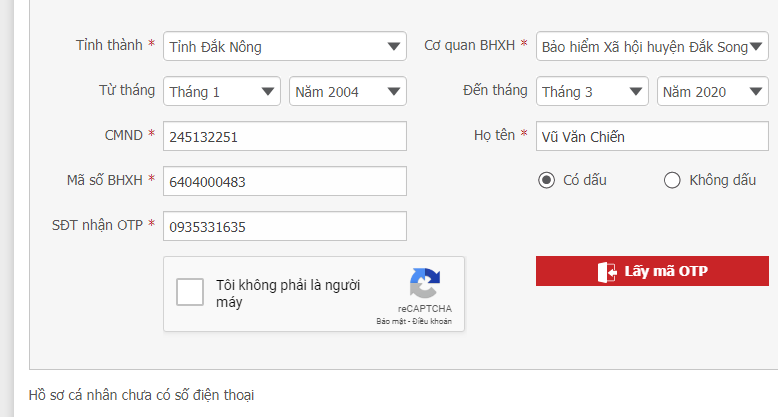 Tỉnh thành * Tỉnh Đắk Nông Cơ quan BHXH * Bảo hiểm Xã hội huyện Đắk Song
Từ tháng Tháng 1 Năm 2004 Đến tháng Tháng 3 Năm 2020
CMND * 245132251 Họ tên * Vũ Văn Chiến
Mã số BHXH * 6404000483 Có dấu Không dấu
SĐT nhận OTP * 0935331635
Tôi không phải là người
máy
reCAPTCHA
Bảo mật - Điều khoản
Lấy mã OTP
Hồ sơ cá nhân chưa có số điện thoại